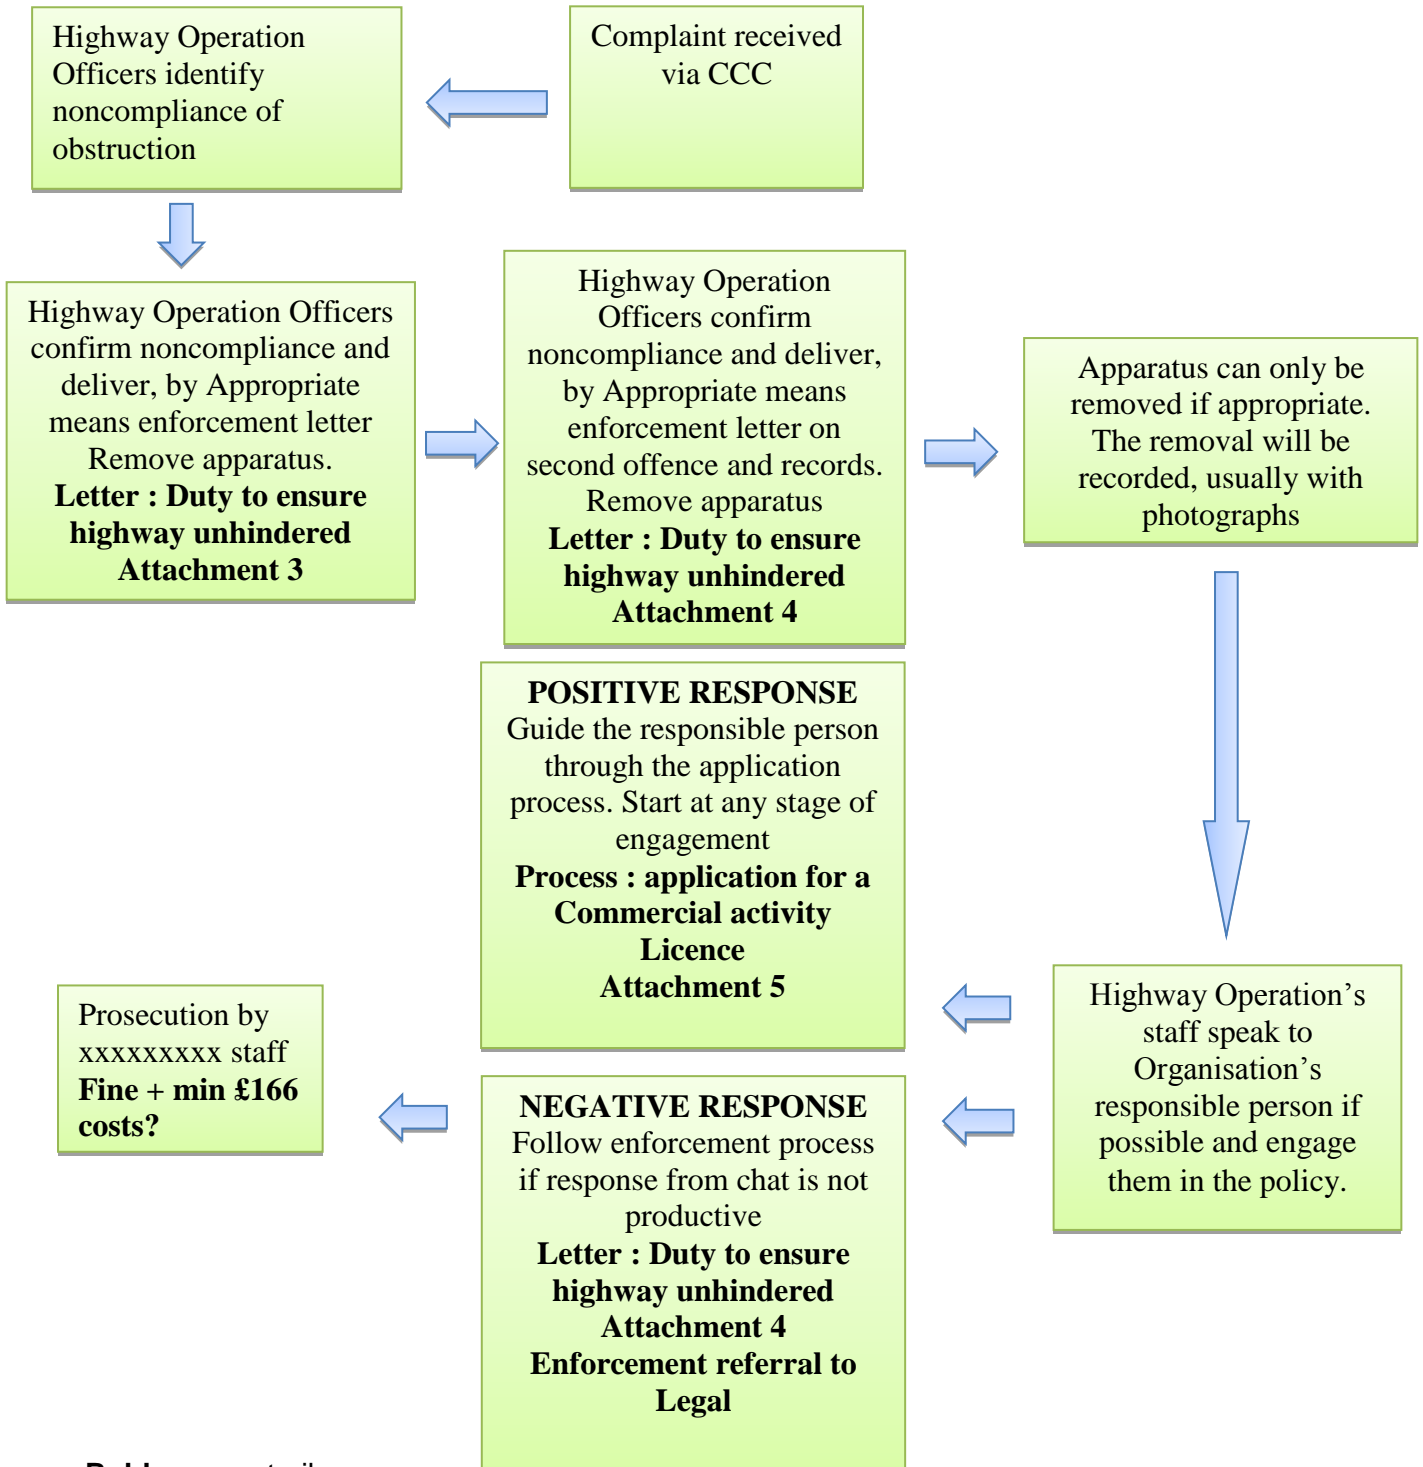 Highway Operation
Officers identify
noncompliance of
obstruction
Complaint received
via CCC
Highway Operation Officers
confirm noncompliance and
deliver, by Appropriate
means enforcement letter
Remove apparatus.
Letter : Duty to ensure
highway unhindered
Attachment 3
Highway Operation
Officers confirm
noncompliance and deliver,
by Appropriate means
enforcement letter on
second offence and records.
Remove apparatus
Letter : Duty to ensure
highway unhindered
Attachment 4
Apparatus can only be
removed if appropriate.
The removal will be
recorded, usually with
photographs
POSITIVE RESPONSE
Guide the responsible person
through the application
process. Start at any stage of
engagement
Process : application for a
Commercial activity
Licence
Attachment 5
Highway Operation’s
staff speak to
Organisation’s
responsible person if
possible and engage
them in the policy.
Prosecution by
xxxxxxxxx staff
Fine + min £166
costs?
NEGATIVE RESPONSE
Follow enforcement process
if response from chat is not
productive
Letter : Duty to ensure
highway unhindered
Attachment 4
Enforcement referral to
Legal